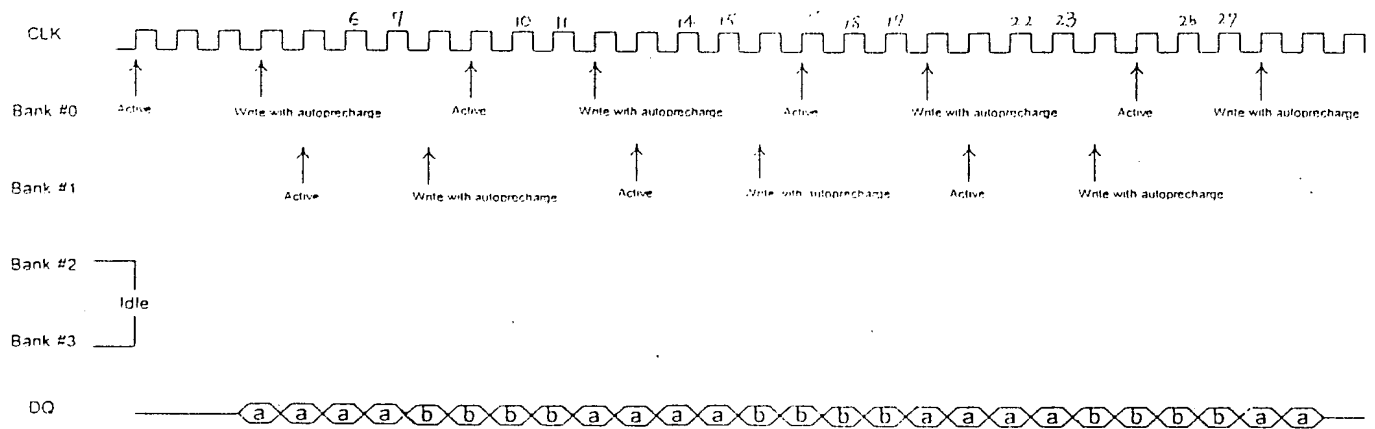 6 7 10 11 14 15 18 19 22 23 26 27
CLK
Bank #0 Active Write with autoprecharge Active Write with autoprecharge Active Write with autoprecharge Active Write with autoprecharge
Bank #1 Active Write with autoprecharge Active Write with autoprecharge Active Write with autoprecharge
Bank #2
Idle
Bank #3
DQ a a a a b b b b a a a a b b b b a a a a b b b b a a